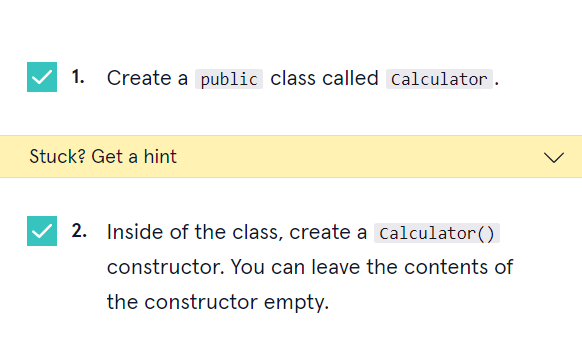 1. Create a public class called Calculator.
Stuck? Get a hint
2. Inside of the class, create a Calculator()
constructor. You can leave the contents of
the constructor empty.